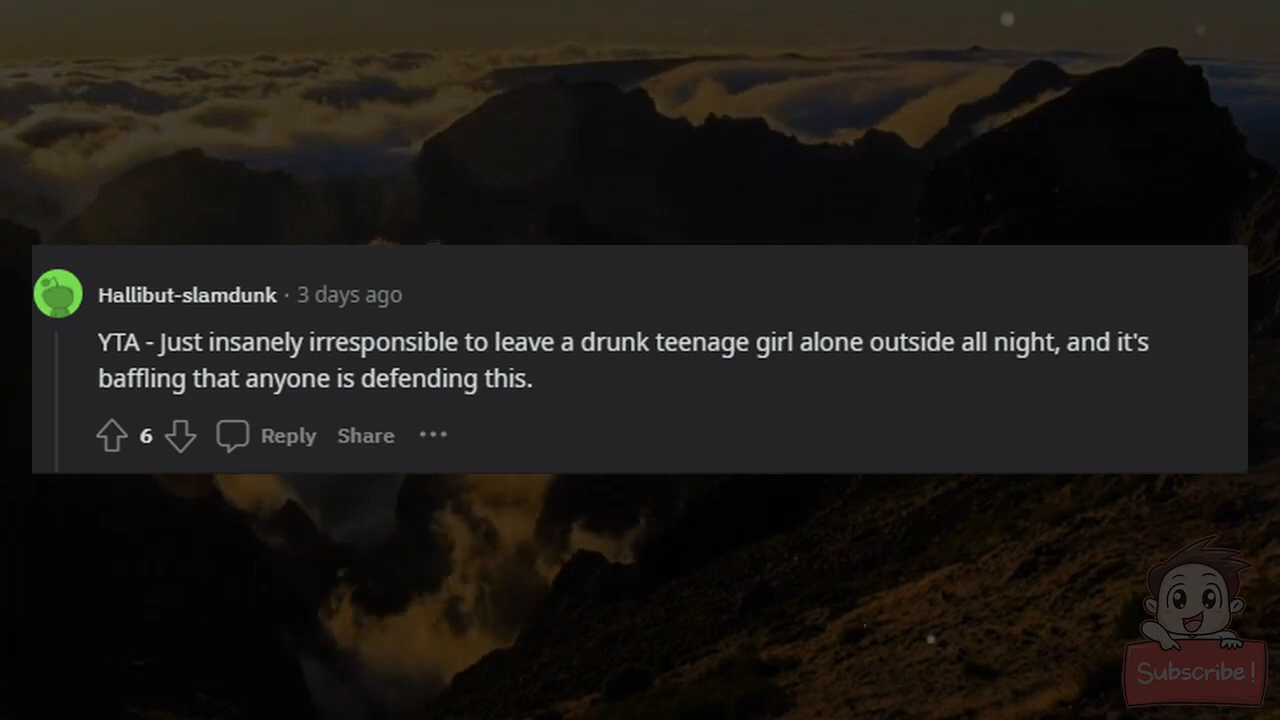 Hallibut-slamdunk · 3 days ago
YTA - Just insanely irresponsible to leave a drunk teenage girl alone outside all night, and it's
baffling that anyone is defending this.
6 Reply Share ···
Subscribe!